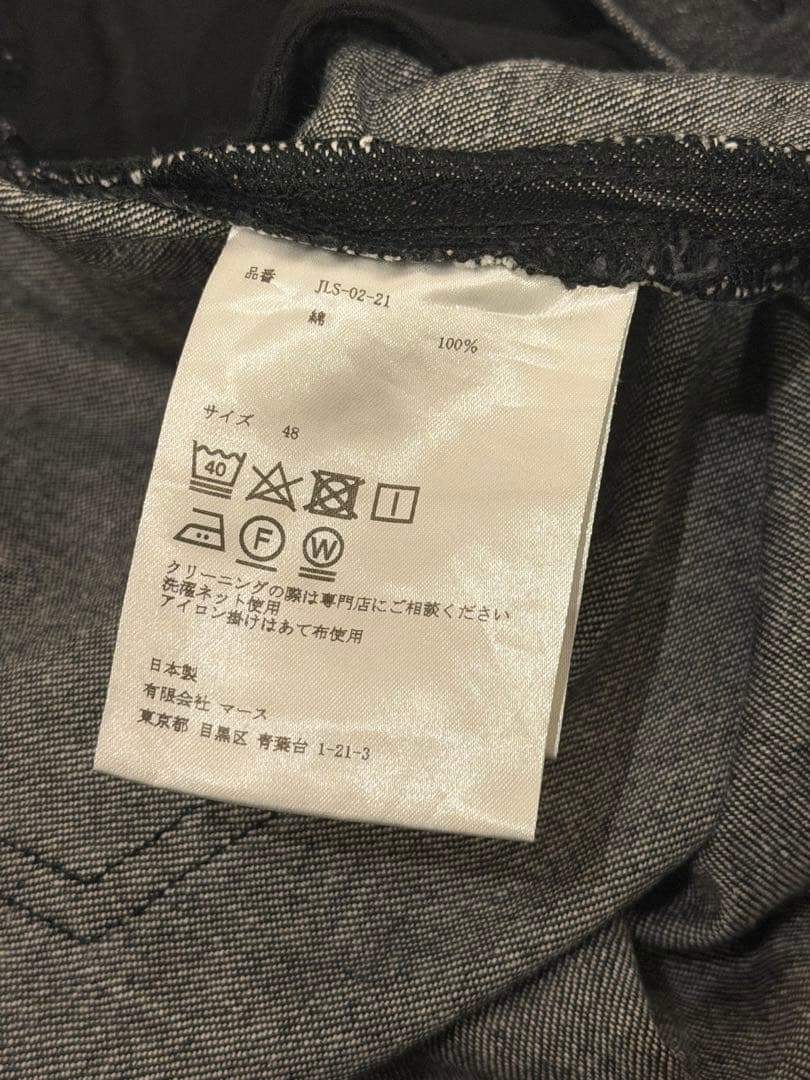 品番 JLS-02-21
綿 100%
サイズ 48
40
F W
クリーニングの際は専門店にご相談ください
洗濯ネット使用
アイロン掛けはあて布使用
日本製
有限会社 マース
東京都 目黒区 青葉台 1-21-3